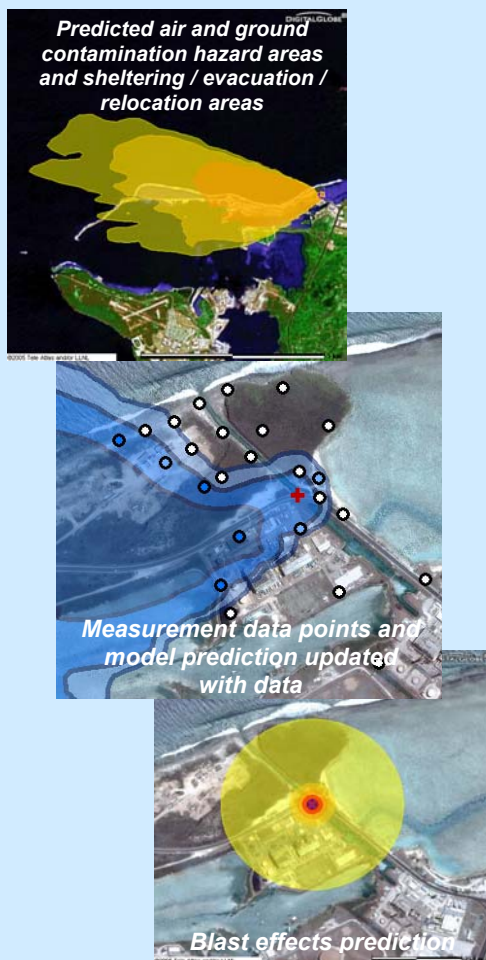 DIGITALGLOBE
Predicted air and ground
contamination hazard areas
and sheltering / evacuation /
relocation areas
©2005 Tele Atlas and/or LLNL
Measurement data points and
model prediction updated
with data
Blast effects prediction